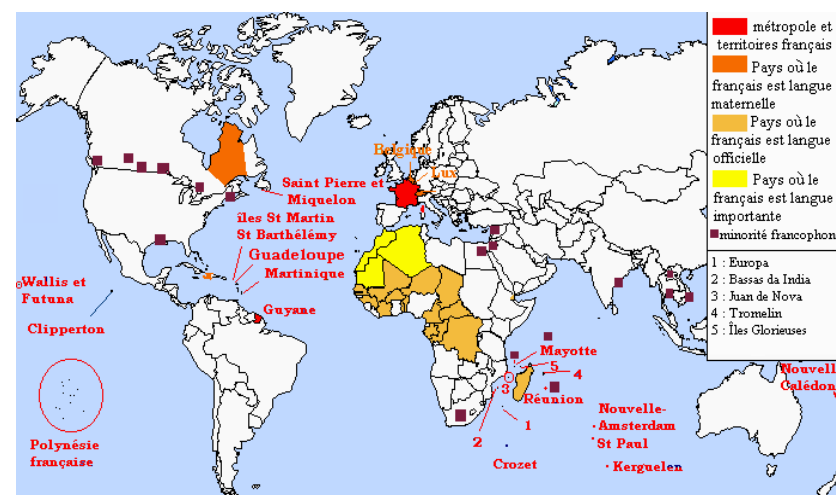 métropole et
territoires français
Pays où le
français est langue
maternelle
Pays où le
français est langue
officielle
Pays où le
français est langue
importante
minorité francophon
1 : Europa
2 : Bassas da India
3 : Juan de Nova
4 : Tromelin
5 : Îles Glorieuses
Belgique
Lux
Saint Pierre et
Miquelon
îles St Martin
St Barthélémy
Guadeloupe
Martinique
Wallis et
Futuna
Clipperton
Guyane
Mayotte
5
4
3
Réunion
1
2
Polynésie
française
Nouvelle-
Amsterdam
St Paul
Crozet
Kerguelen
Nouvell
Calédon